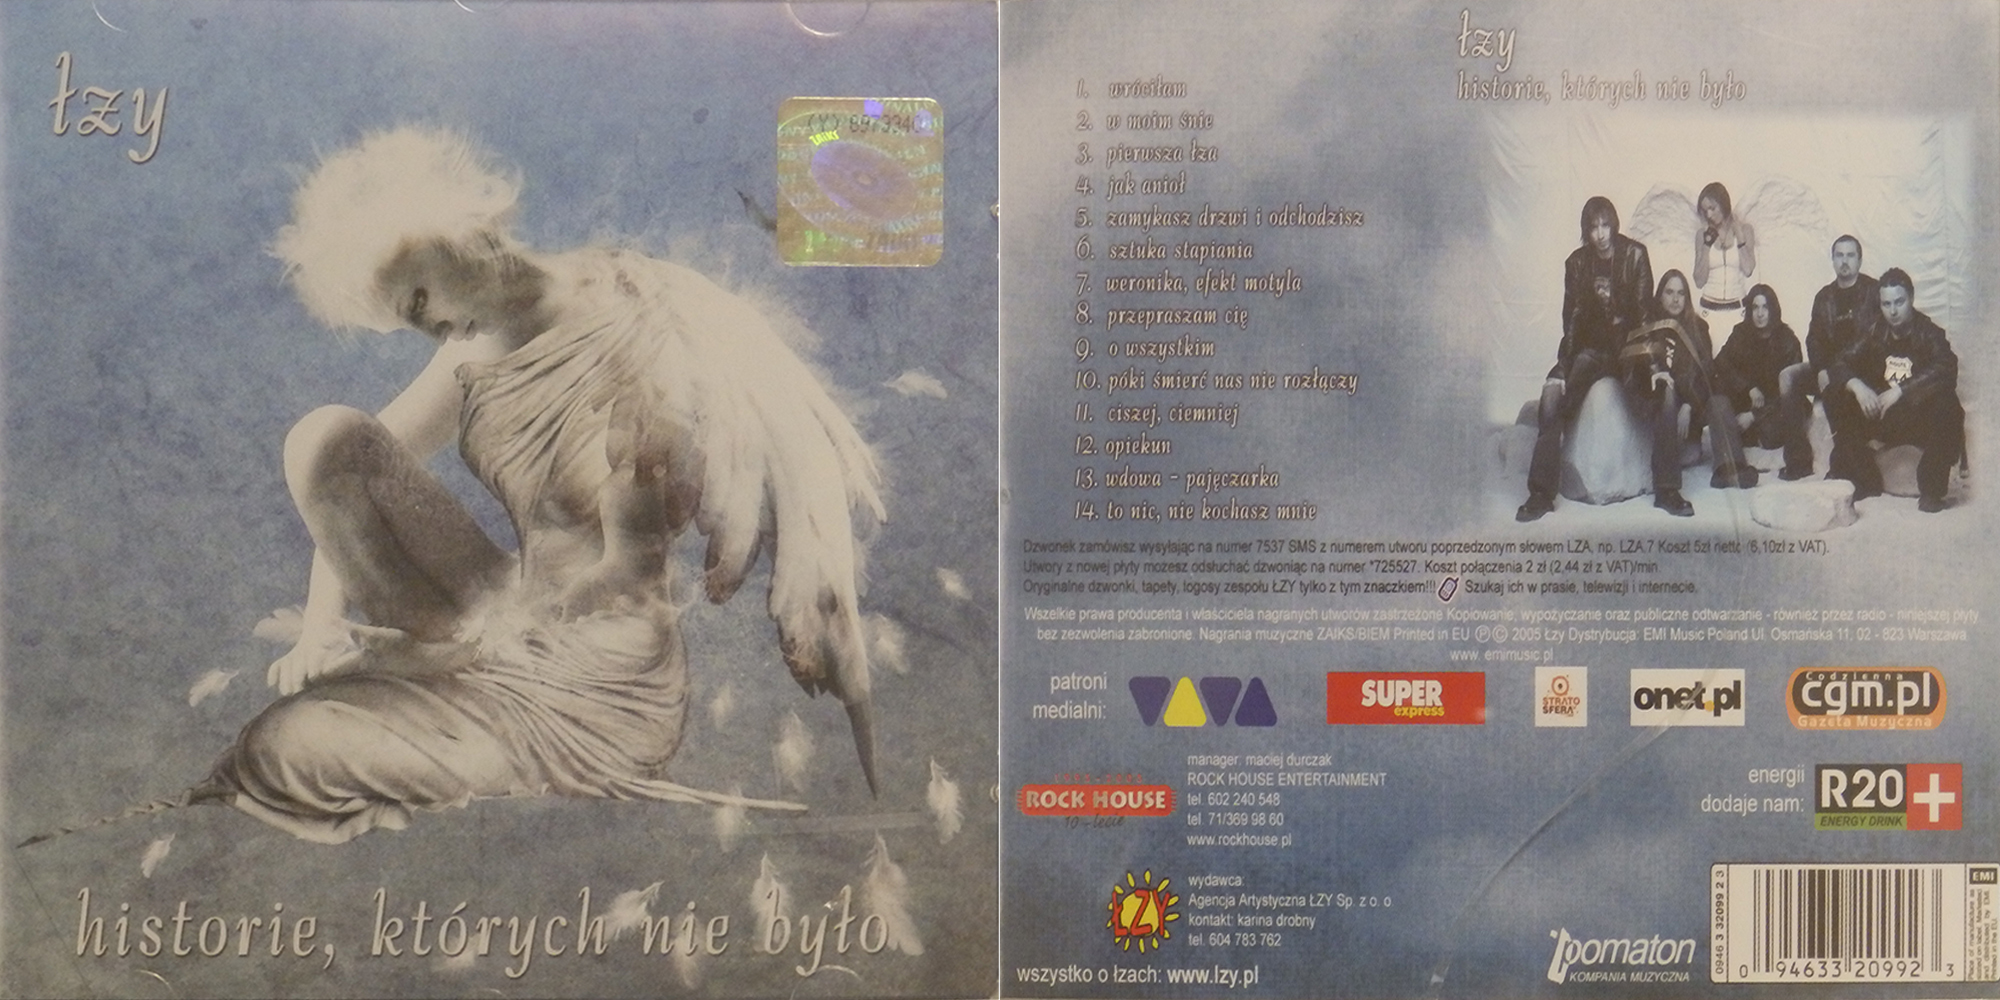 łzy
historie, których nie było
łzy
historie, których nie było
1. wróciłam
2. w moim śnie
3. pierwsza łza
4. jak anioł
5. zamykasz drzwi i odchodzisz
6. sztuka stapiania
7. weronika, efekt motyla
8. przepraszam cię
9. o wszystkim
10. póki śmierć nas nie rozłączy
11. ciszej, ciemniej
12. opiekun
13. wdowa - pajęczarka
14. to nic, nie kochasz mnie
Dzwonek zamówisz wysyłając na numer 7537 SMS z numerem utworu poprzedzonym słowem LZA, np. LZA.7 Koszt 5zł netto (6,10zł z VAT).
Utwory z nowej płyty możesz odsłuchać dzwoniąc na numer *725527. Koszt połączenia 2 zł (2,44 zł z VAT)/min.
Oryginalne dzwonki, tapety, logosy zespołu ŁZY tylko z tym znaczkiem!!! Szukaj ich w prasie, telewizji i internecie.
Wszelkie prawa producenta i właściciela nagranych utworów zastrzeżone Kopiowanie, wypożyczanie oraz publiczne odtwarzanie - również przez radio - niniejszej płyty
bez zezwolenia zabronione. Nagrania muzyczne ZAIKS/BIEM Printed in EU Ⓟ© 2005 Łzy Dystrybucja: EMI Music Poland Ul. Osmańska 11, 02 - 823 Warszawa
www. emimusic.pl
patroni
medialni:
VIVA
SUPER
express
STRATO
SFERA
onet.pl
Codzienna
cgm.pl
Gazeta Muzyczna
ROCK HOUSE
10-lecie
manager: maciej durczak
ROCK HOUSE ENTERTAINMENT
tel. 602 240 548
tel. 71/369 98 60
www.rockhouse.pl
energii
dodaje nam:
R20
ENERGY DRINK
ŁZY
wydawca:
Agencja Artystyczna ŁZY Sp. z o. o.
kontakt: karina drobny
tel. 604 783 762
wszystko o łzach: www.lzy.pl
pomaton
KOMPANIA MUZYCZNA
0946 3 320992 3
0 94633 20992 3
EMI